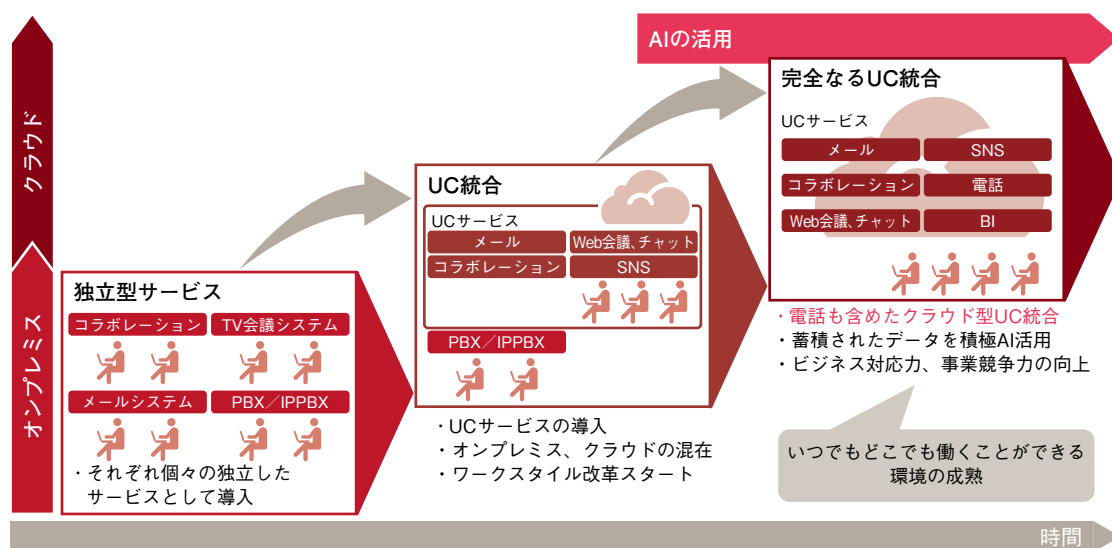 AIの活用
クラウド
オンプレミス
独立型サービス
コラボレーション
TV会議システム
メールシステム
PBX／IPPBX
・それぞれ個々の独立した
サービスとして導入
UC統合
UCサービス
メール
Web会議、チャット
コラボレーション
SNS
PBX／IPPBX
・UCサービスの導入
・オンプレミス、クラウドの混在
・ワークスタイル改革スタート
完全なるUC統合
UCサービス
メール
SNS
コラボレーション
電話
Web会議、チャット
BI
・電話も含めたクラウド型UC統合
・蓄積されたデータを積極AI活用
・ビジネス対応力、事業競争力の向上
いつでもどこでも働くことができる
環境の成熟
時間